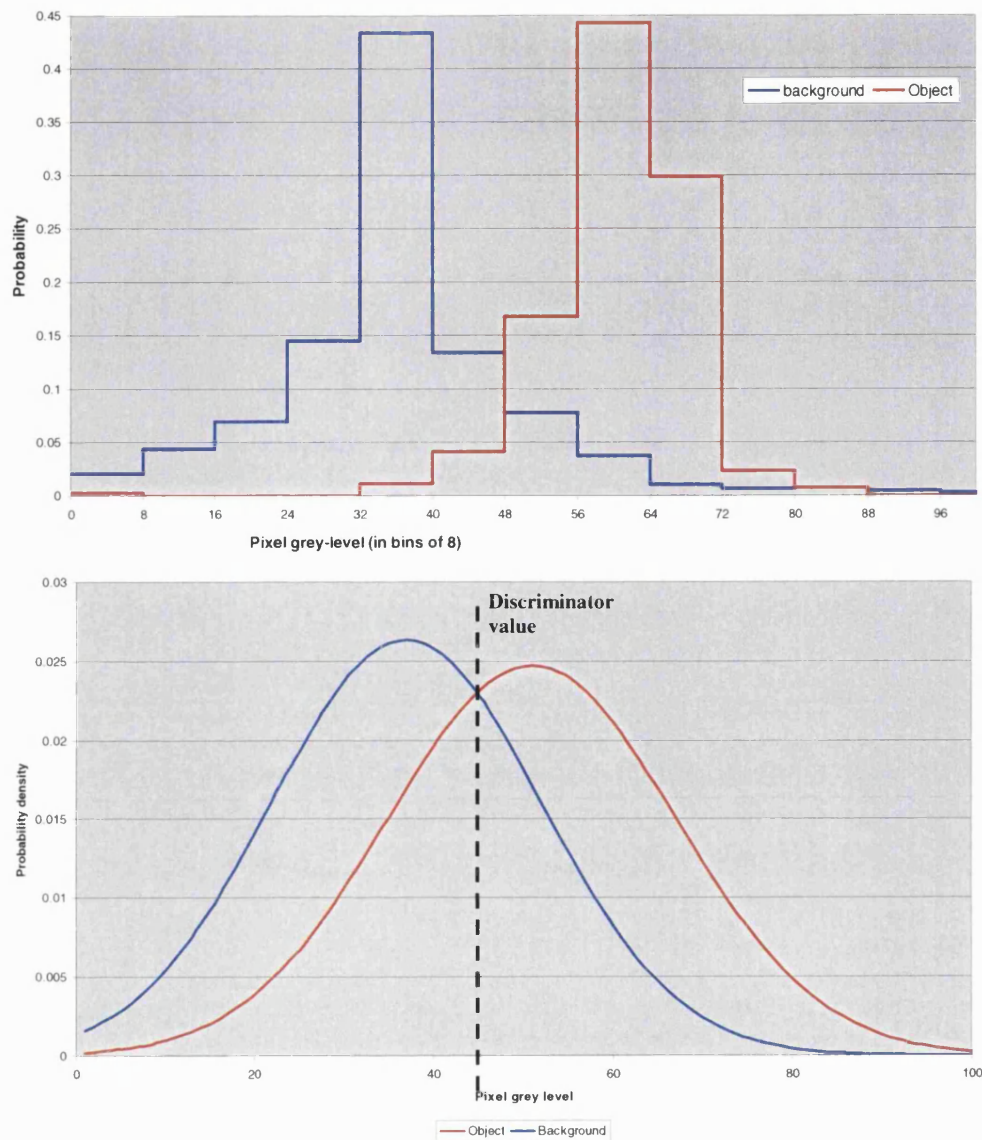 0.45
0.4
0.35
0.3
0.25
0.2
0.15
0.1
0.05
0
background Object
Probability
0 8 16 24 32 40 48 56 64 72 80 88 96
Pixel grey-level (in bins of 8)
0.03
0.025
0.02
0.015
0.01
0.005
0
Discriminator
value
Probability density
0 20 40 60 80 100
Pixel grey level
Object Background